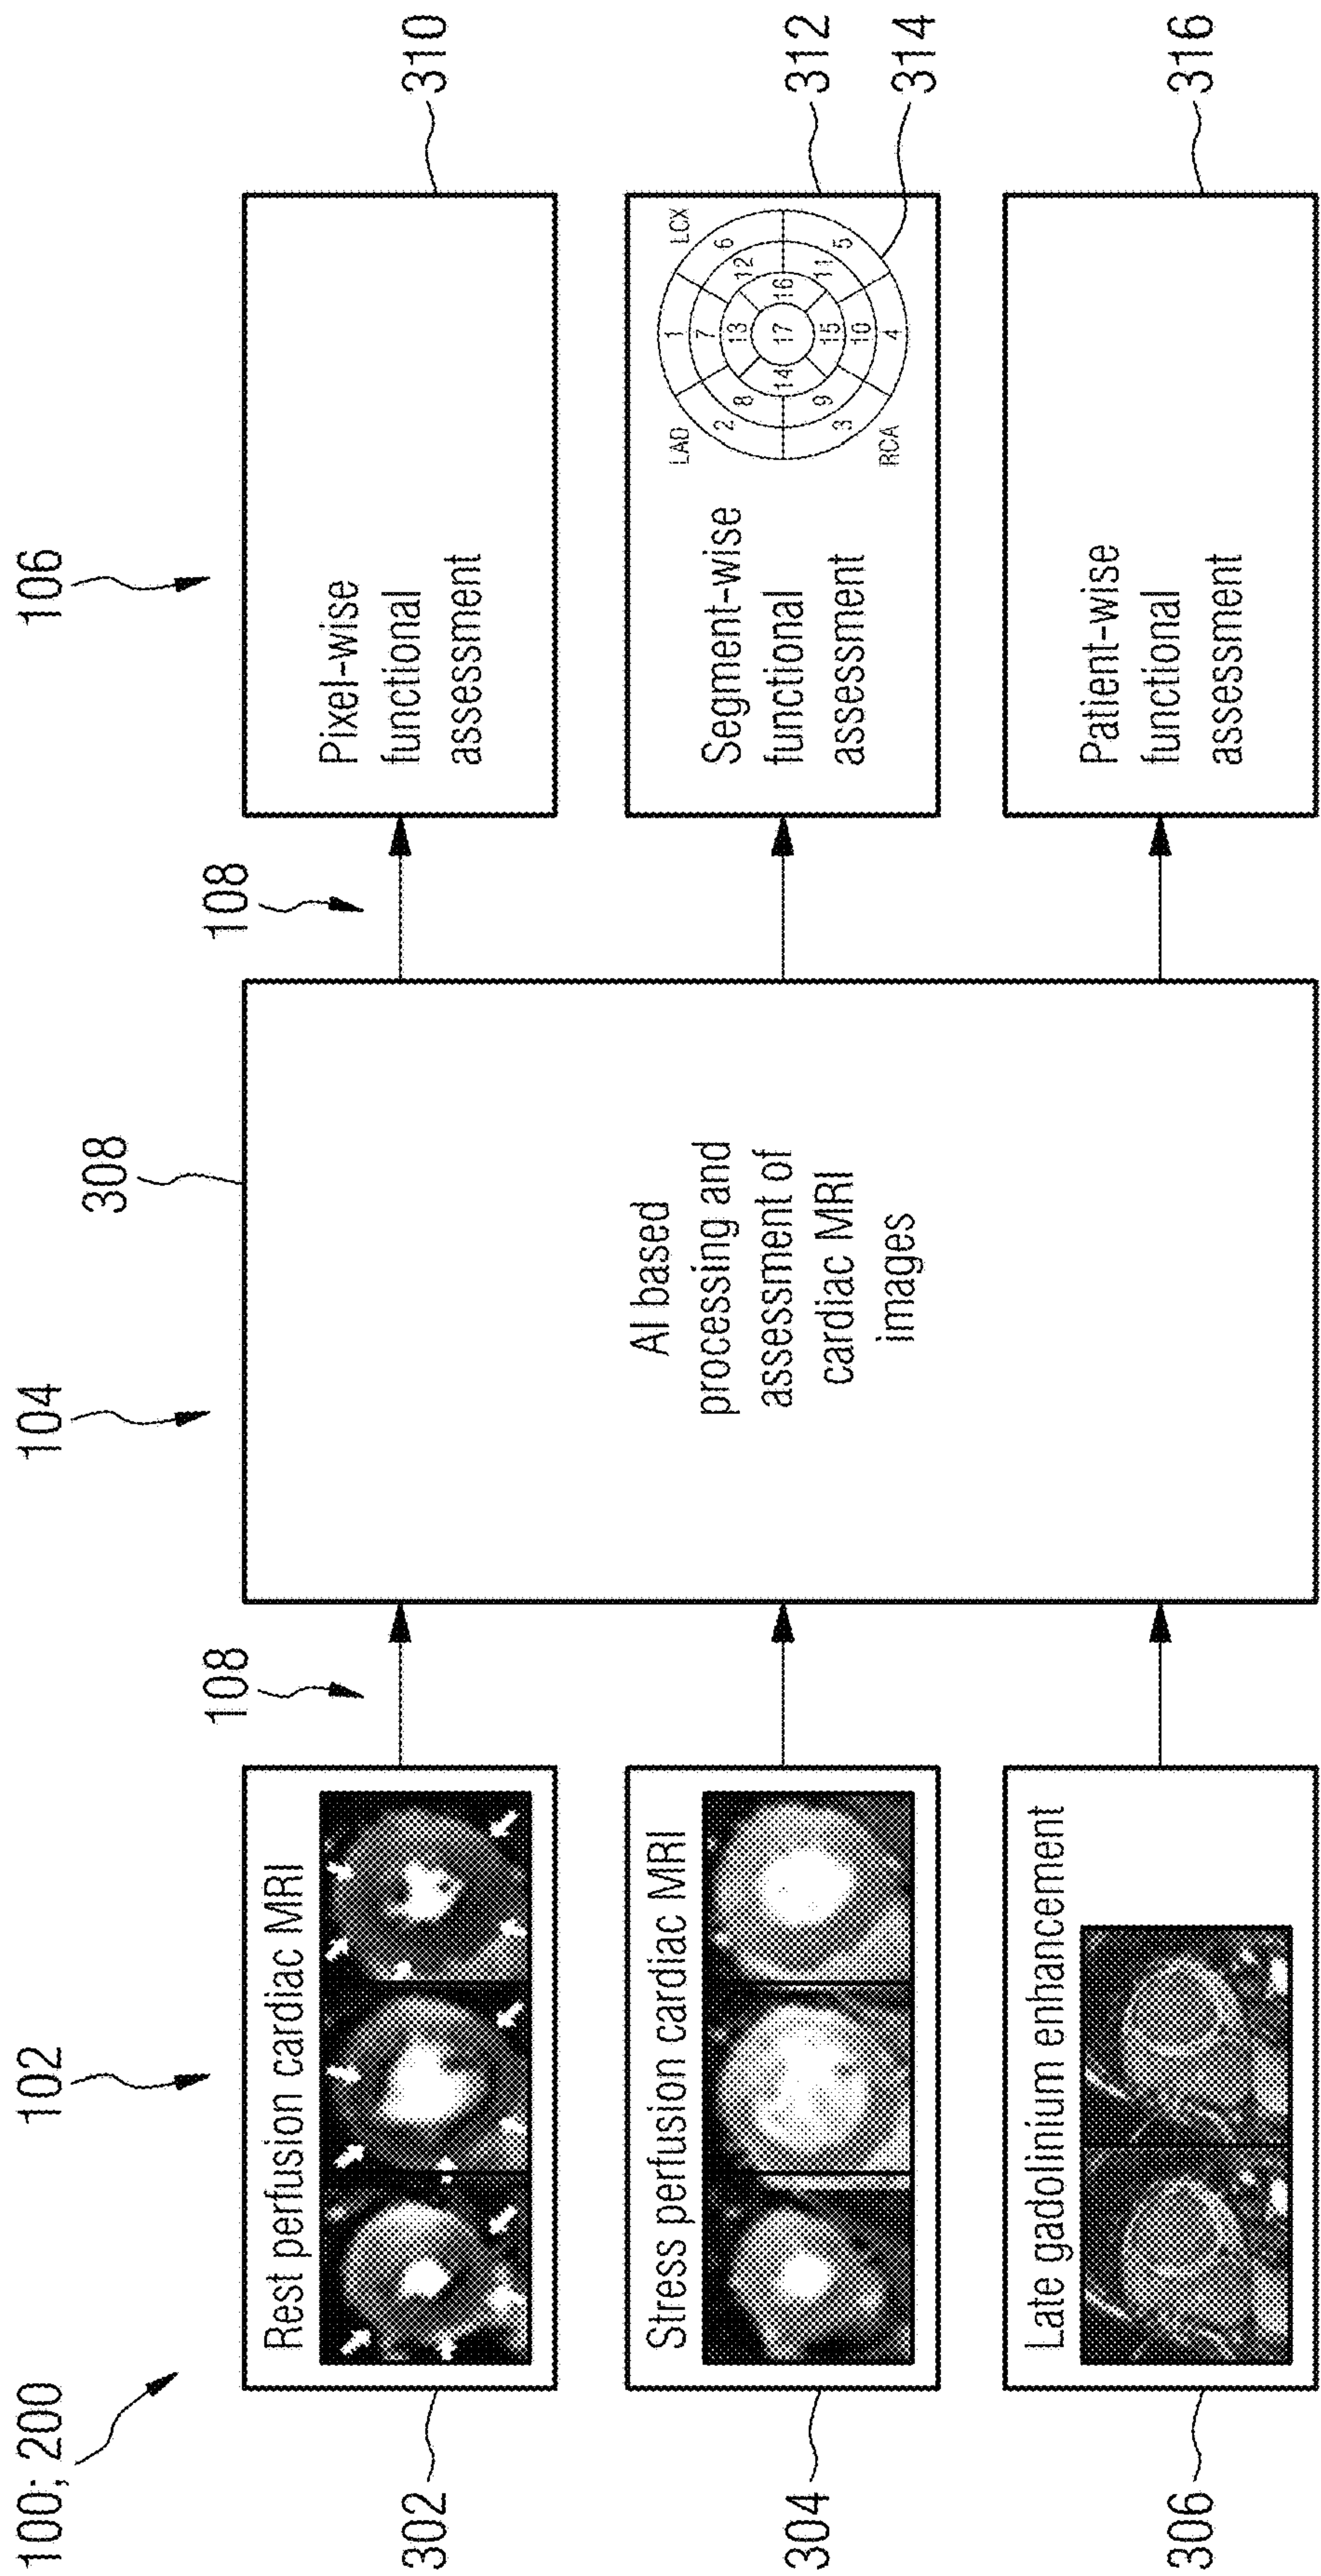 100; 200
102
104
106
108
108
308
302
Rest perfusion cardiac MRI
304
Stress perfusion cardiac MRI
306
Late gadolinium enhancement
AI based
processing and
assessment of
cardiac MRI
images
Pixel-wise
functional
assessment
310
Segment-wise
functional
assessment
LAD
LCX
RCA
1
2
3
4
5
6
7
8
9
10
11
12
13
14
15
16
17
312
314
Patient-wise
functional
assessment
316